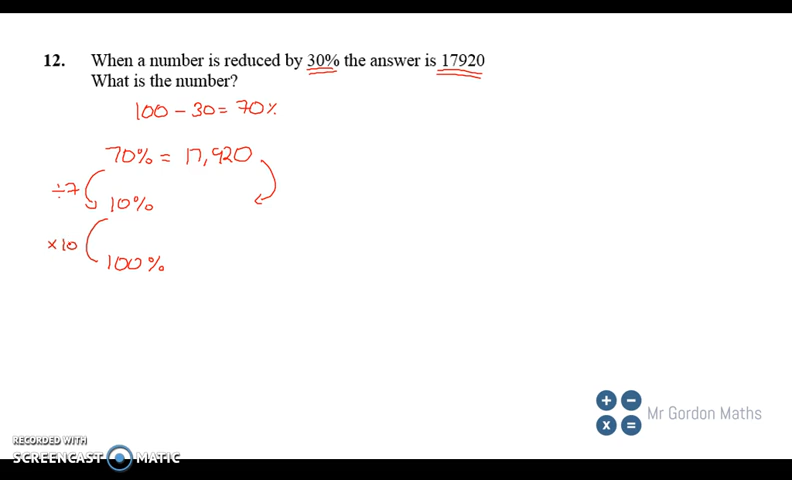 12. When a number is reduced by 30% the answer is 17920
What is the number?
100 - 30 = 70%
70% = 17,920
÷7
10%
×10
100%
+ -
x =
Mr Gordon Maths
RECORDED WITH
SCREENCAST MATIC